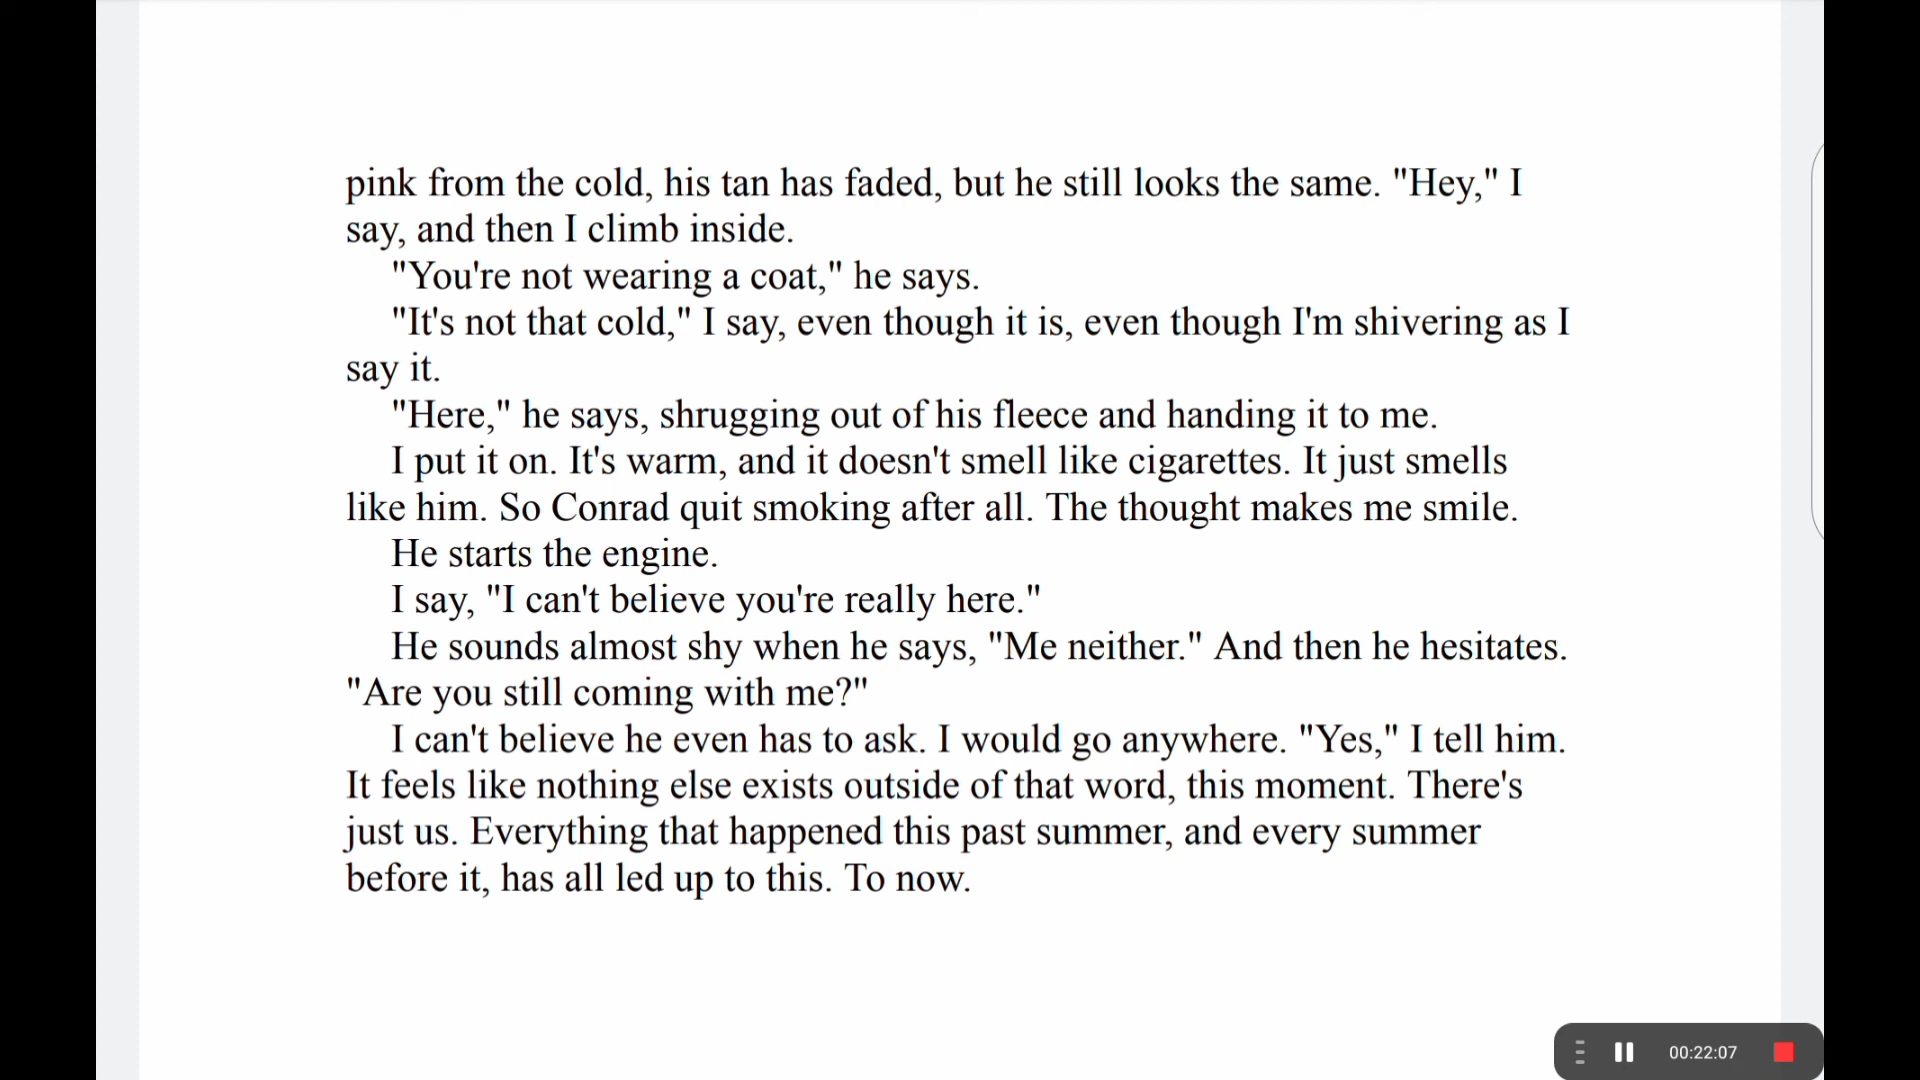 pink from the cold, his tan has faded, but he still looks the same. "Hey," I
say, and then I climb inside.
"You're not wearing a coat," he says.
"It's not that cold," I say, even though it is, even though I'm shivering as I
say it.
"Here," he says, shrugging out of his fleece and handing it to me.
I put it on. It's warm, and it doesn't smell like cigarettes. It just smells
like him. So Conrad quit smoking after all. The thought makes me smile.
He starts the engine.
I say, "I can't believe you're really here."
He sounds almost shy when he says, "Me neither." And then he hesitates.
"Are you still coming with me?"
I can't believe he even has to ask. I would go anywhere. "Yes," I tell him.
It feels like nothing else exists outside of that word, this moment. There's
just us. Everything that happened this past summer, and every summer
before it, has all led up to this. To now.
00:22:07